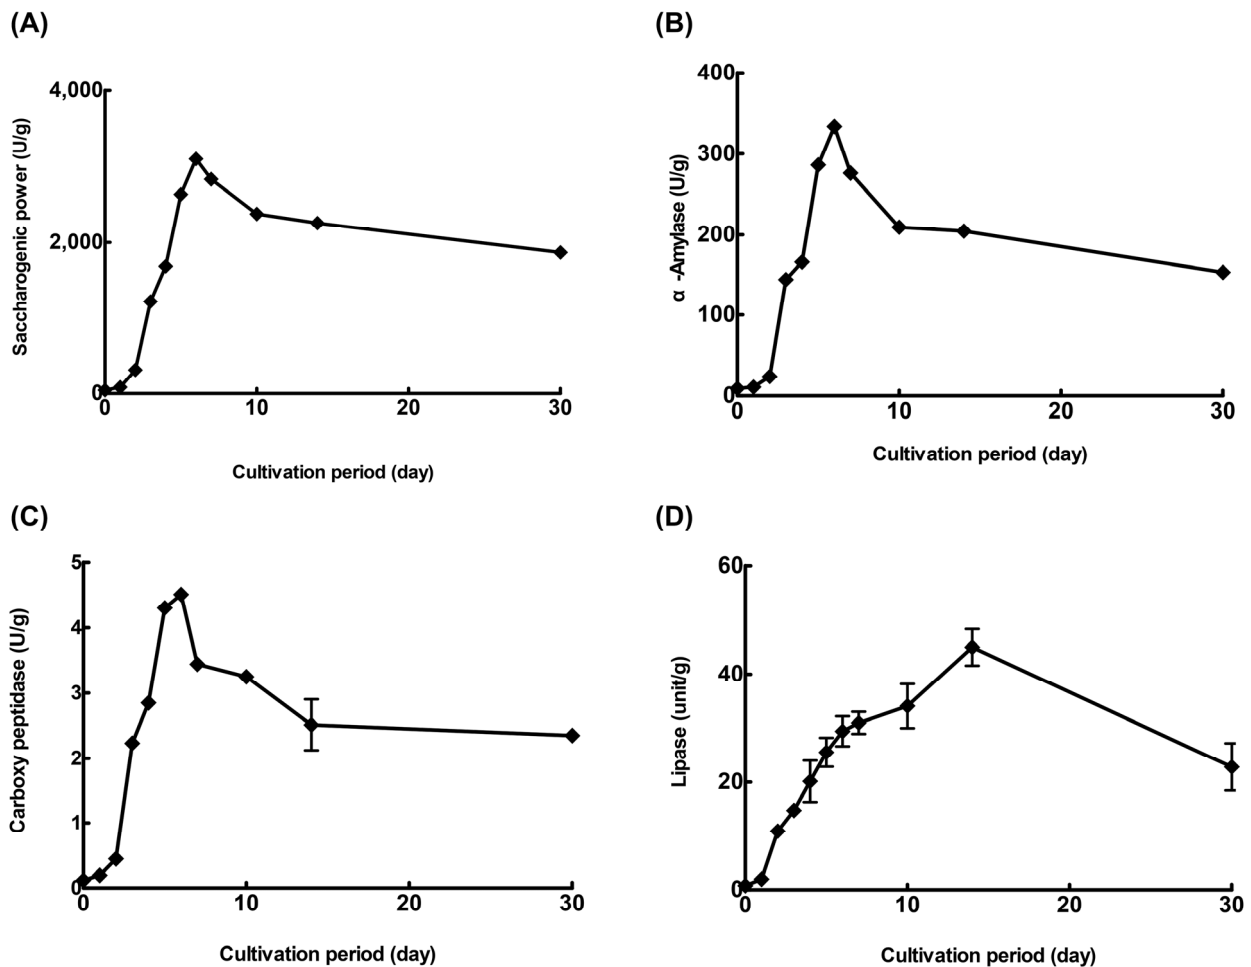 (A)
4,000
2,000
0
Saccharogenic power (U/g)
0 10 20 30
Cultivation period (day)
(B)
400
300
200
100
0
α -Amylase (U/g)
0 10 20 30
Cultivation period (day)
(C)
5
4
3
2
1
0
Carboxy peptidase (U/g)
0 10 20 30
Cultivation period (day)
(D)
60
40
20
0
Lipase (unit/g)
0 10 20 30
Cultivation period (day)